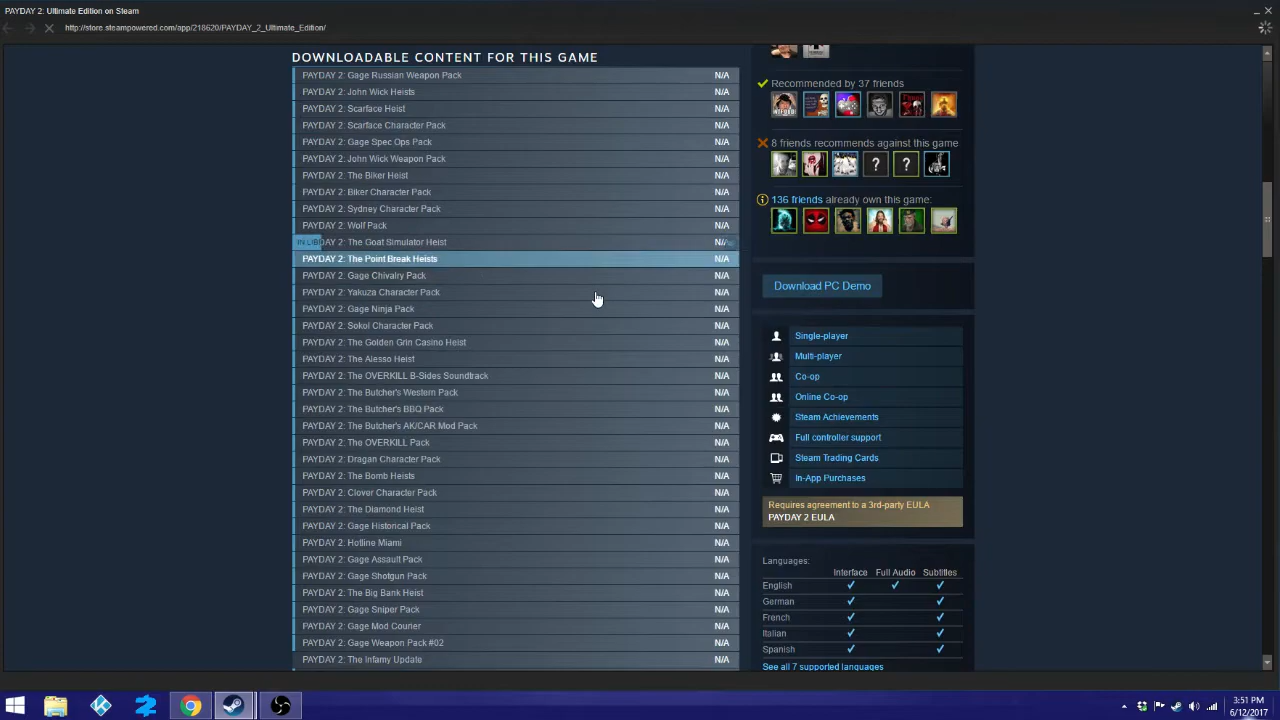 PAYDAY 2: Ultimate Edition on Steam
http://store.steampowered.com/app/218620/PAYDAY_2_Ultimate_Edition/
DOWNLOADABLE CONTENT FOR THIS GAME
PAYDAY 2: Gage Russian Weapon Pack N/A
PAYDAY 2: John Wick Heists N/A
PAYDAY 2: Scarface Heist N/A
PAYDAY 2: Scarface Character Pack N/A
PAYDAY 2: Gage Spec Ops Pack N/A
PAYDAY 2: John Wick Weapon Pack N/A
PAYDAY 2: The Biker Heist N/A
PAYDAY 2: Biker Character Pack N/A
PAYDAY 2: Sydney Character Pack N/A
PAYDAY 2: Wolf Pack N/A
IN LIB DAY 2: The Goat Simulator Heist N/A
PAYDAY 2: The Point Break Heists N/A
PAYDAY 2: Gage Chivalry Pack N/A
PAYDAY 2: Yakuza Character Pack N/A
PAYDAY 2: Gage Ninja Pack N/A
PAYDAY 2: Sokol Character Pack N/A
PAYDAY 2: The Golden Grin Casino Heist N/A
PAYDAY 2: The Alesso Heist N/A
PAYDAY 2: The OVERKILL B-Sides Soundtrack N/A
PAYDAY 2: The Butcher's Western Pack N/A
PAYDAY 2: The Butcher's BBQ Pack N/A
PAYDAY 2: The Butcher's AK/CAR Mod Pack N/A
PAYDAY 2: The OVERKILL Pack N/A
PAYDAY 2: Dragan Character Pack N/A
PAYDAY 2: The Bomb Heists N/A
PAYDAY 2: Clover Character Pack N/A
PAYDAY 2: The Diamond Heist N/A
PAYDAY 2: Gage Historical Pack N/A
PAYDAY 2: Hotline Miami N/A
PAYDAY 2: Gage Assault Pack N/A
PAYDAY 2: Gage Shotgun Pack N/A
PAYDAY 2: The Big Bank Heist N/A
PAYDAY 2: Gage Sniper Pack N/A
PAYDAY 2: Gage Mod Courier N/A
PAYDAY 2: Gage Weapon Pack #02 N/A
PAYDAY 2: The Infamy Update N/A
Recommended by 37 friends
8 friends recommends against this game
? ?
136 friends already own this game:
Download PC Demo
Single-player
Multi-player
Co-op
Online Co-op
Steam Achievements
Full controller support
Steam Trading Cards
In-App Purchases
Requires agreement to a 3rd-party EULA
PAYDAY 2 EULA
Languages:
Interface Full Audio Subtitles
English
German
French
Italian
Spanish
See all 7 supported languages
3:51 PM
6/12/2017